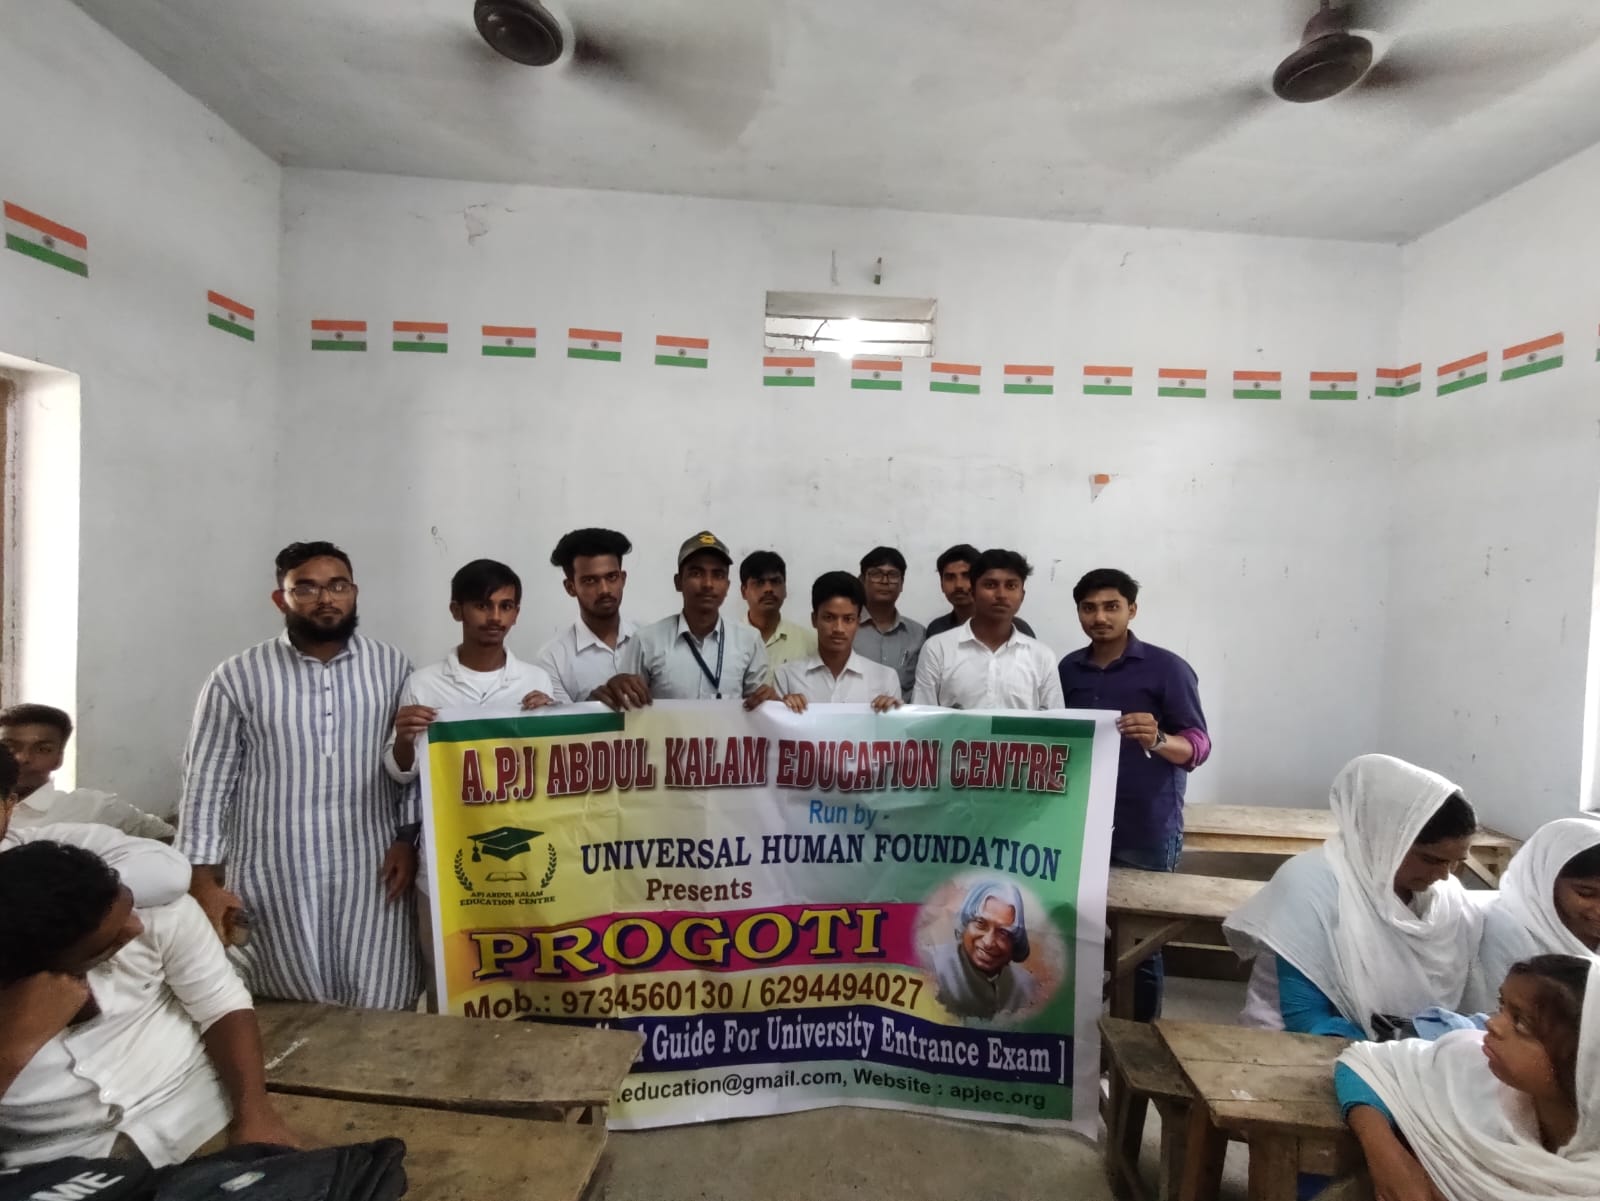 A.P.J ABDUL KALAM EDUCATION CENTRE
Run by -
UNIVERSAL HUMAN FOUNDATION
APJ ABDUL KALAM
EDUCATION CENTRE
Presents
PROGOTI
Mob.: 9734560130 / 6294494027
Guide For University Entrance Exam ]
.education@gmail.com, Website : apjec.org
ME